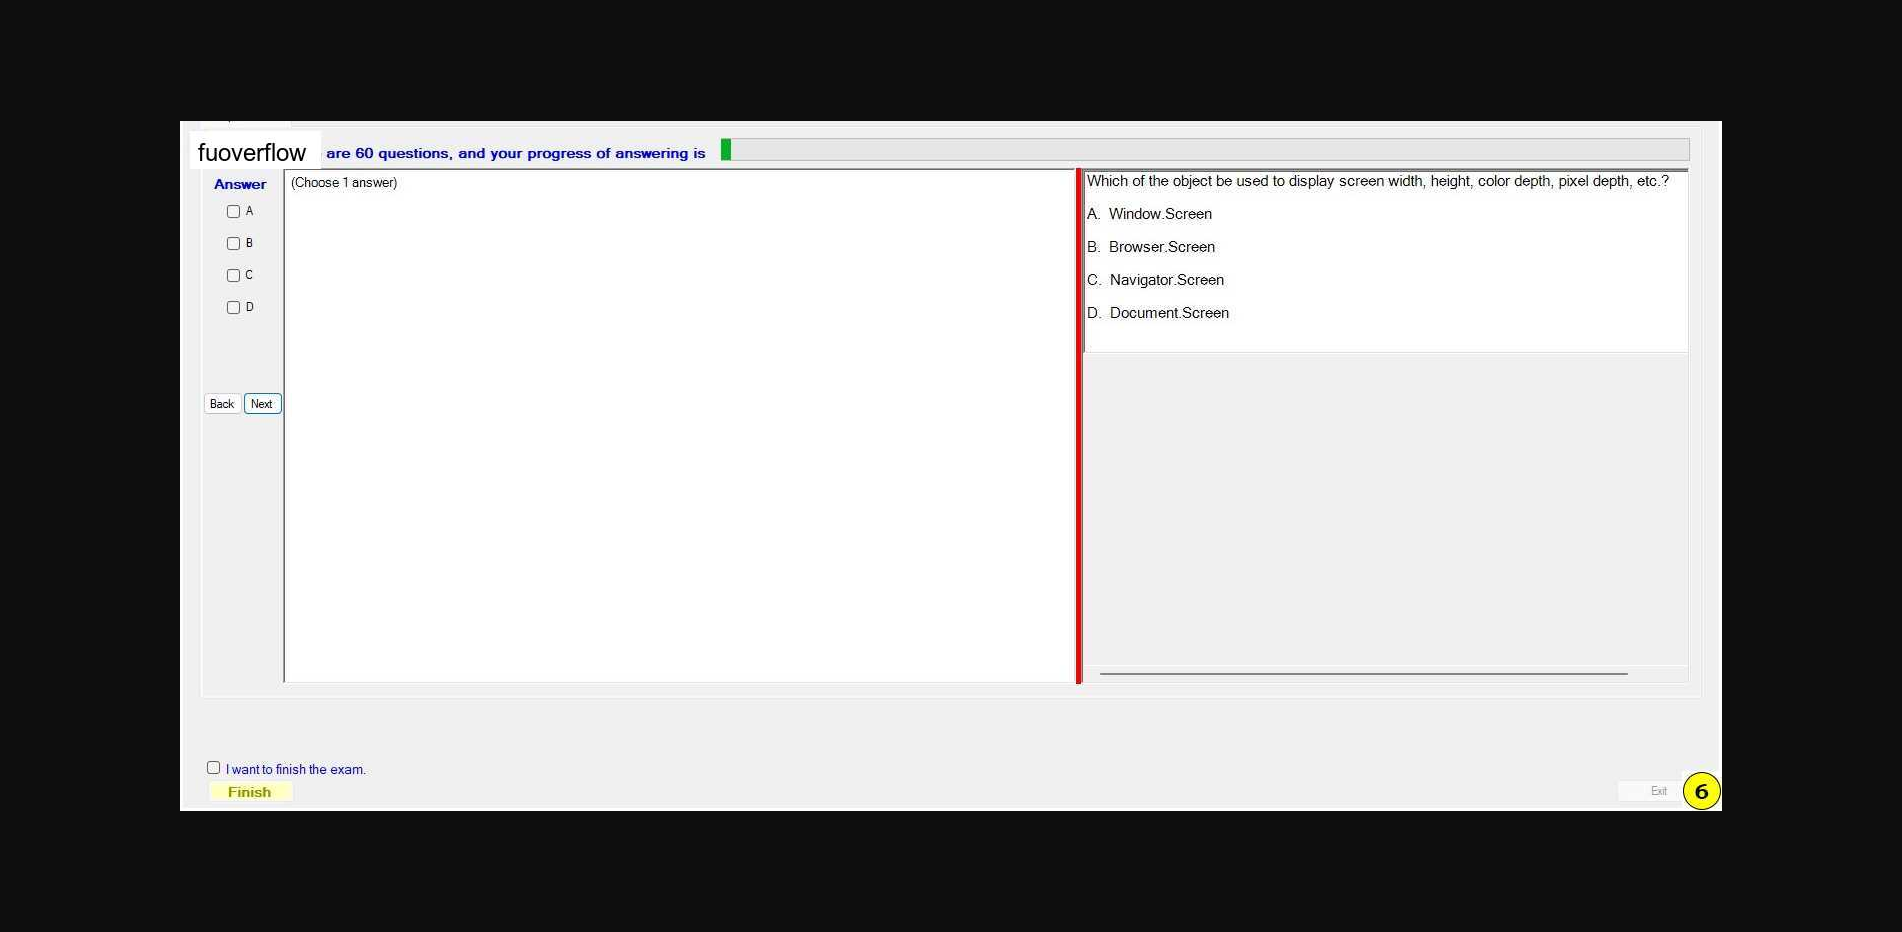 fuoverflow are 60 questions, and your progress of answering is
Answer
A
B
C
D
Back Next
(Choose 1 answer)
Which of the object be used to display screen width, height, color depth, pixel depth, etc.?
A. Window.Screen
B. Browser.Screen
C. Navigator.Screen
D. Document.Screen
I want to finish the exam.
Finish
Exit
6